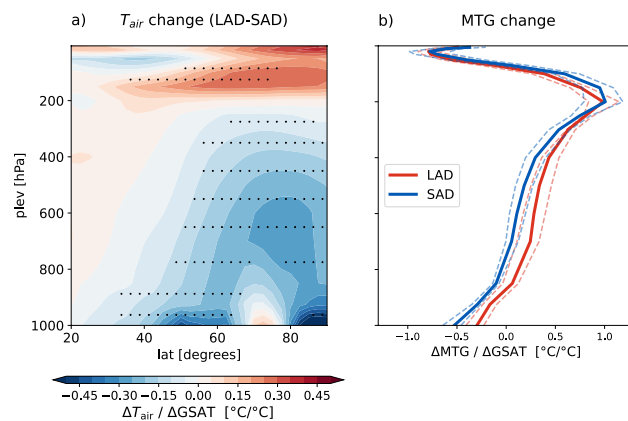 a) T_air change (LAD-SAD)
b) MTG change
plev [hPa]
200
400
600
800
1000
20 40 60 80
lat [degrees]
−0.45 −0.30 −0.15 0.00 0.15 0.30 0.45
ΔT_air / ΔGSAT [°C/°C]
LAD
SAD
−1.0 −0.5 0.0 0.5 1.0
ΔMTG / ΔGSAT [°C/°C]